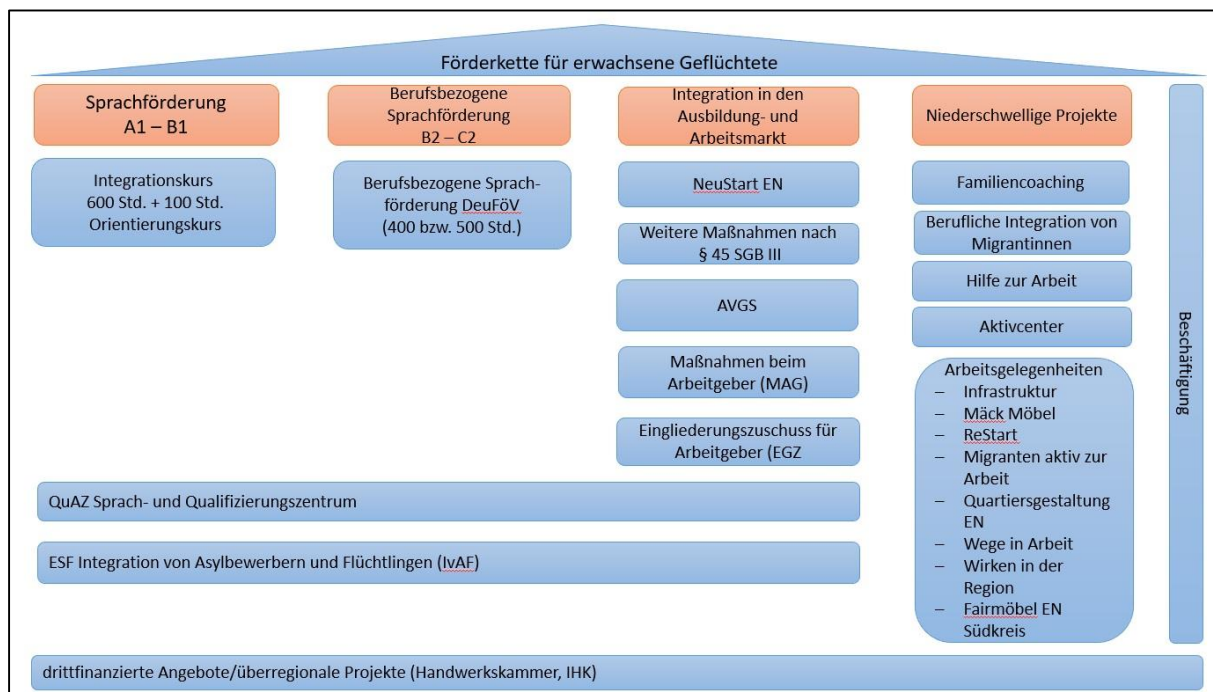 Förderkette für erwachsene Geflüchtete
Sprachförderung
A1 – B1
Integrationskurs
600 Std. + 100 Std.
Orientierungskurs
Berufsbezogene
Sprachförderung
B2 – C2
Berufsbezogene Sprach-
förderung DeuFöV
(400 bzw. 500 Std.)
Integration in den
Ausbildung- und
Arbeitsmarkt
NeuStart EN
Weitere Maßnahmen nach
§ 45 SGB III
AVGS
Maßnahmen beim
Arbeitgeber (MAG)
Eingliederungszuschuss für
Arbeitgeber (EGZ
Niederschwellige Projekte
Familiencoaching
Berufliche Integration von
Migrantinnen
Hilfe zur Arbeit
Aktivcenter
Arbeitsgelegenheiten
– Infrastruktur
– Mäck Möbel
– ReStart
– Migranten aktiv zur
Arbeit
– Quartiersgestaltung
EN
– Wege in Arbeit
– Wirken in der
Region
– Fairmöbel EN
Südkreis
Beschäftigung
QuAZ Sprach- und Qualifizierungszentrum
ESF Integration von Asylbewerbern und Flüchtlingen (IvAF)
drittfinanzierte Angebote/überregionale Projekte (Handwerkskammer, IHK)